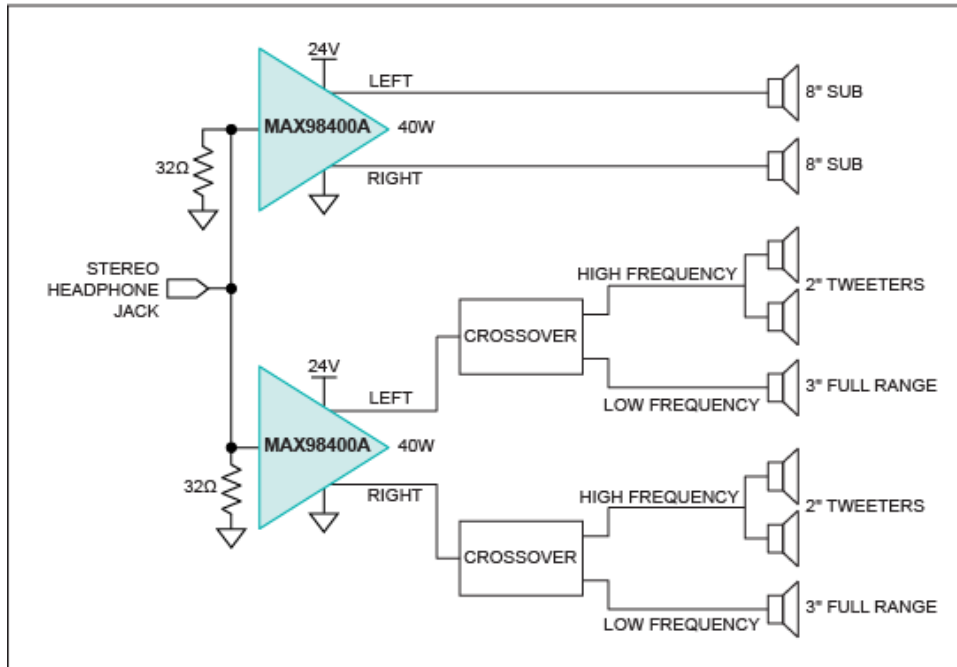 24V
LEFT
8" SUB
MAX98400A
40W
32Ω
8" SUB
RIGHT
STEREO
HEADPHONE
JACK
HIGH FREQUENCY
2" TWEETERS
CROSSOVER
24V
LEFT
3" FULL RANGE
LOW FREQUENCY
MAX98400A
40W
32Ω
RIGHT
HIGH FREQUENCY
2" TWEETERS
CROSSOVER
3" FULL RANGE
LOW FREQUENCY